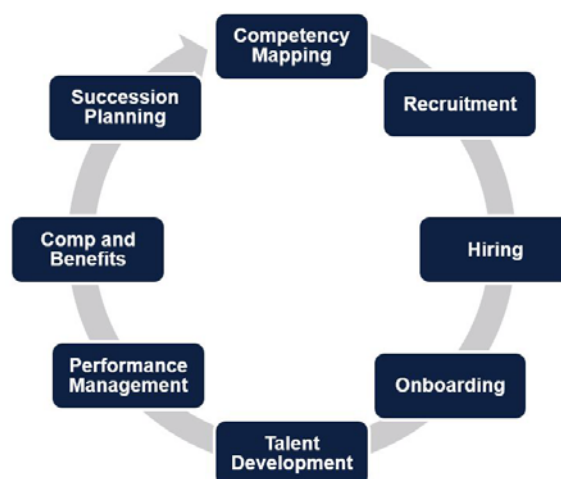 Competency
Mapping
Recruitment
Hiring
Onboarding
Talent
Development
Performance
Management
Comp and
Benefits
Succession
Planning